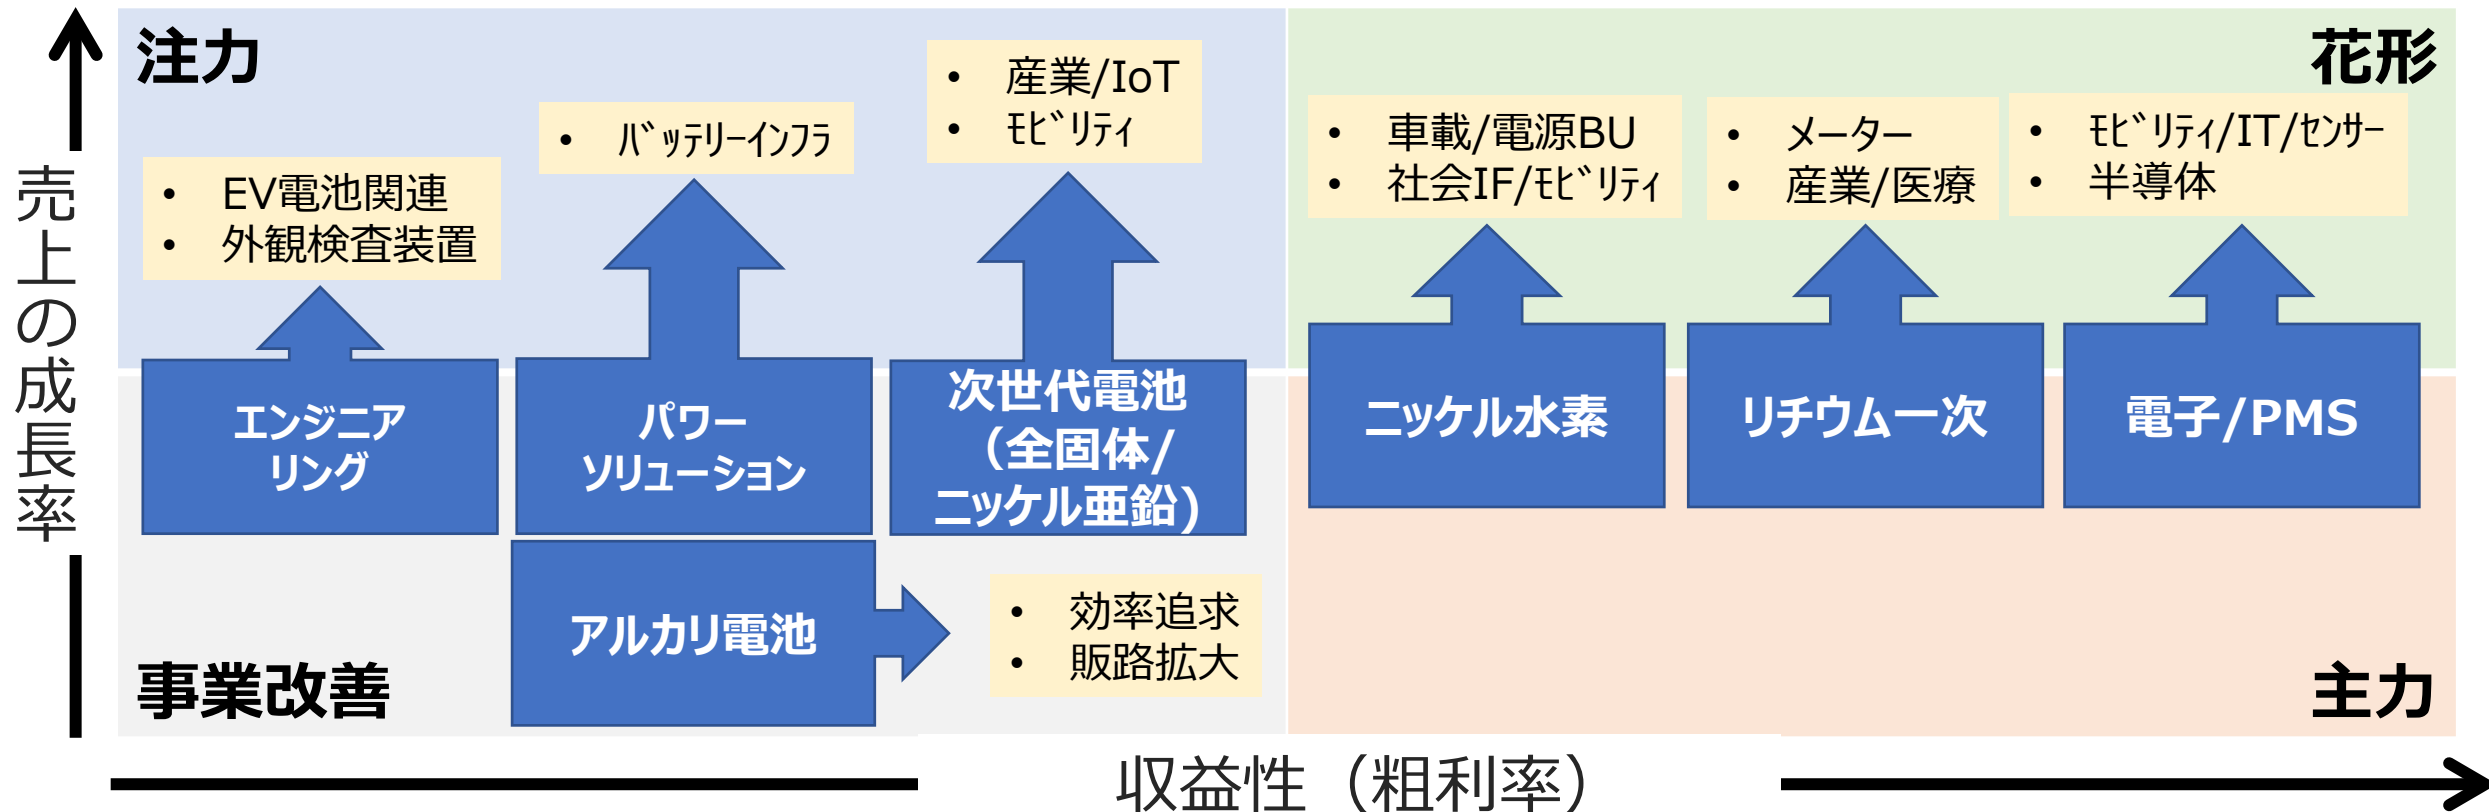 注力
花形
・ 産業/IoT
・ ﾓﾋﾞﾘﾃｨ
・ ﾊﾞｯﾃﾘｰｲﾝﾌﾗ
・ EV電池関連
・ 外観検査装置
・ 車載/電源BU
・ 社会IF/ﾓﾋﾞﾘﾃｨ
・ メーター
・ 産業/医療
・ ﾓﾋﾞﾘﾃｨ/IT/ｾﾝｻｰ
・ 半導体
売上の成長率
エンジニア
リング
パワー
ソリューション
次世代電池
（全固体/
ニッケル亜鉛)
ニッケル水素
リチウム一次
電子/PMS
アルカリ電池
・ 効率追求
・ 販路拡大
事業改善
主力
収益性（粗利率）